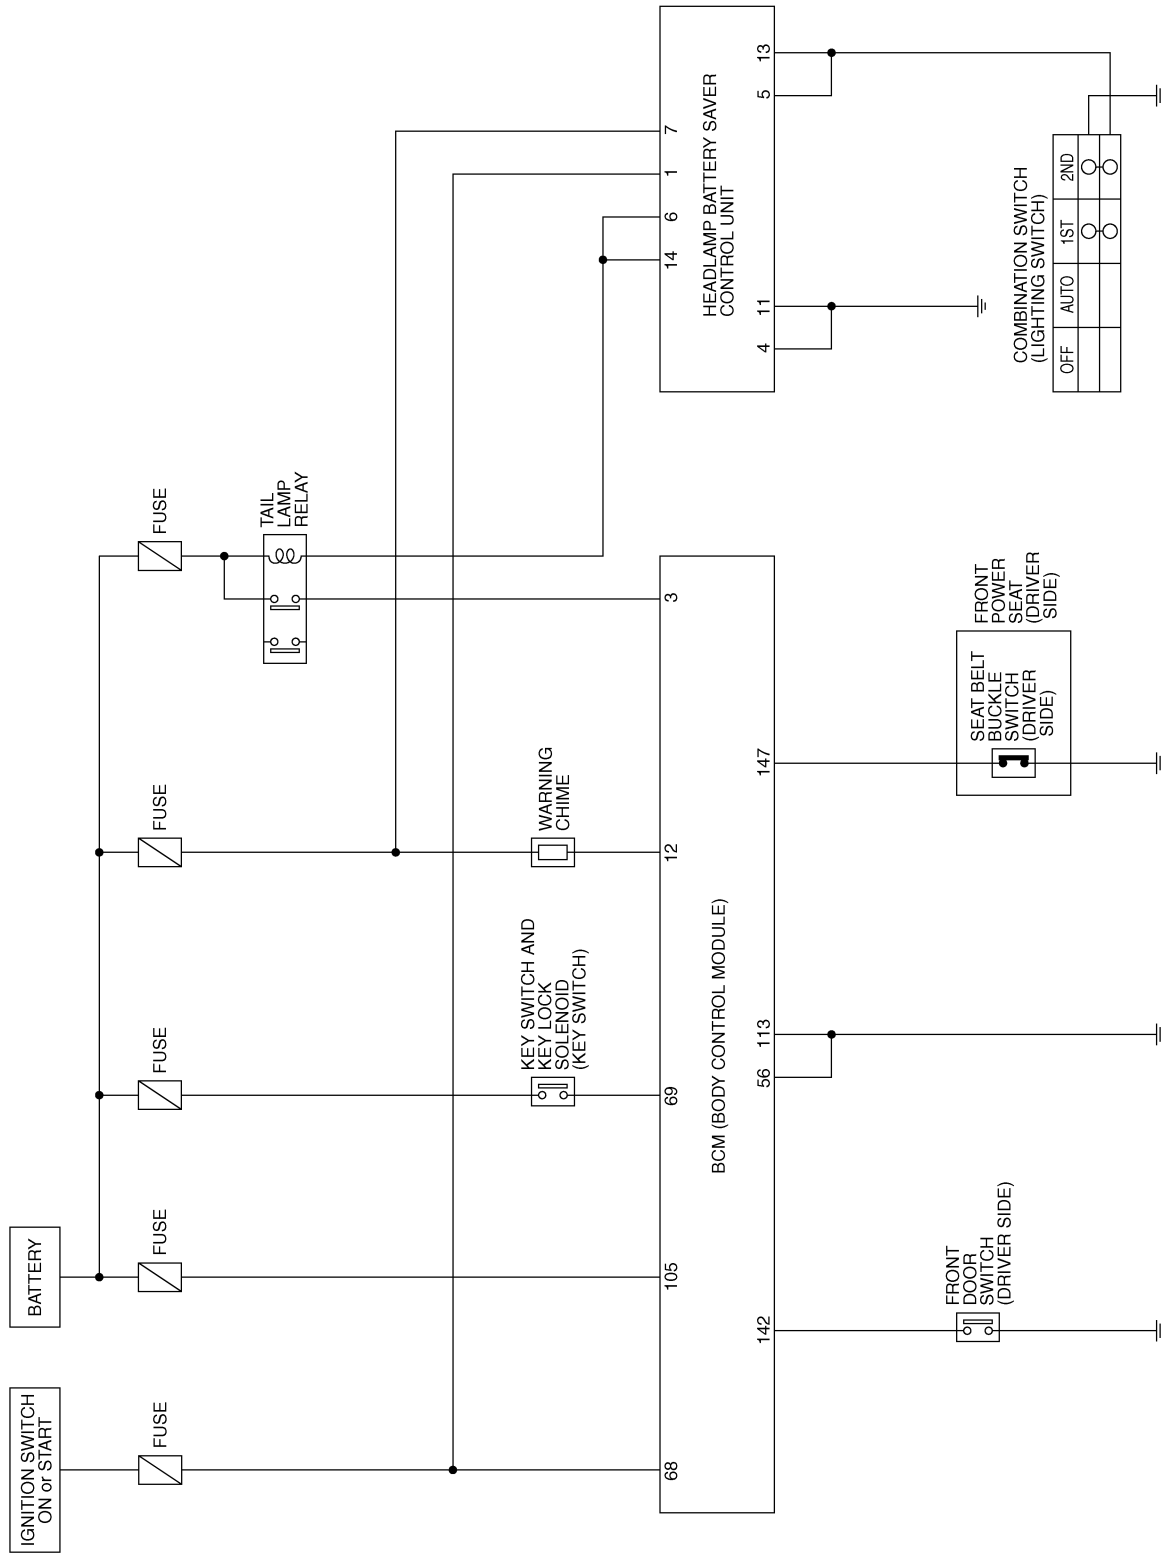 IGNITION SWITCH
ON or START
BATTERY
FUSE
FUSE
FUSE
FUSE
FUSE
TAIL
LAMP
RELAY
KEY SWITCH AND
KEY LOCK
SOLENOID
(KEY SWITCH)
WARNING
CHIME
68
105
69
12
3
14
6
1
7
BCM (BODY CONTROL MODULE)
HEADLAMP BATTERY SAVER
CONTROL UNIT
142
56
113
147
4
11
5
13
FRONT
DOOR
SWITCH
(DRIVER SIDE)
SEAT BELT
BUCKLE
SWITCH
(DRIVER
SIDE)
FRONT
POWER
SEAT
(DRIVER
SIDE)
COMBINATION SWITCH
(LIGHTING SWITCH)
OFF
AUTO
1ST
2ND